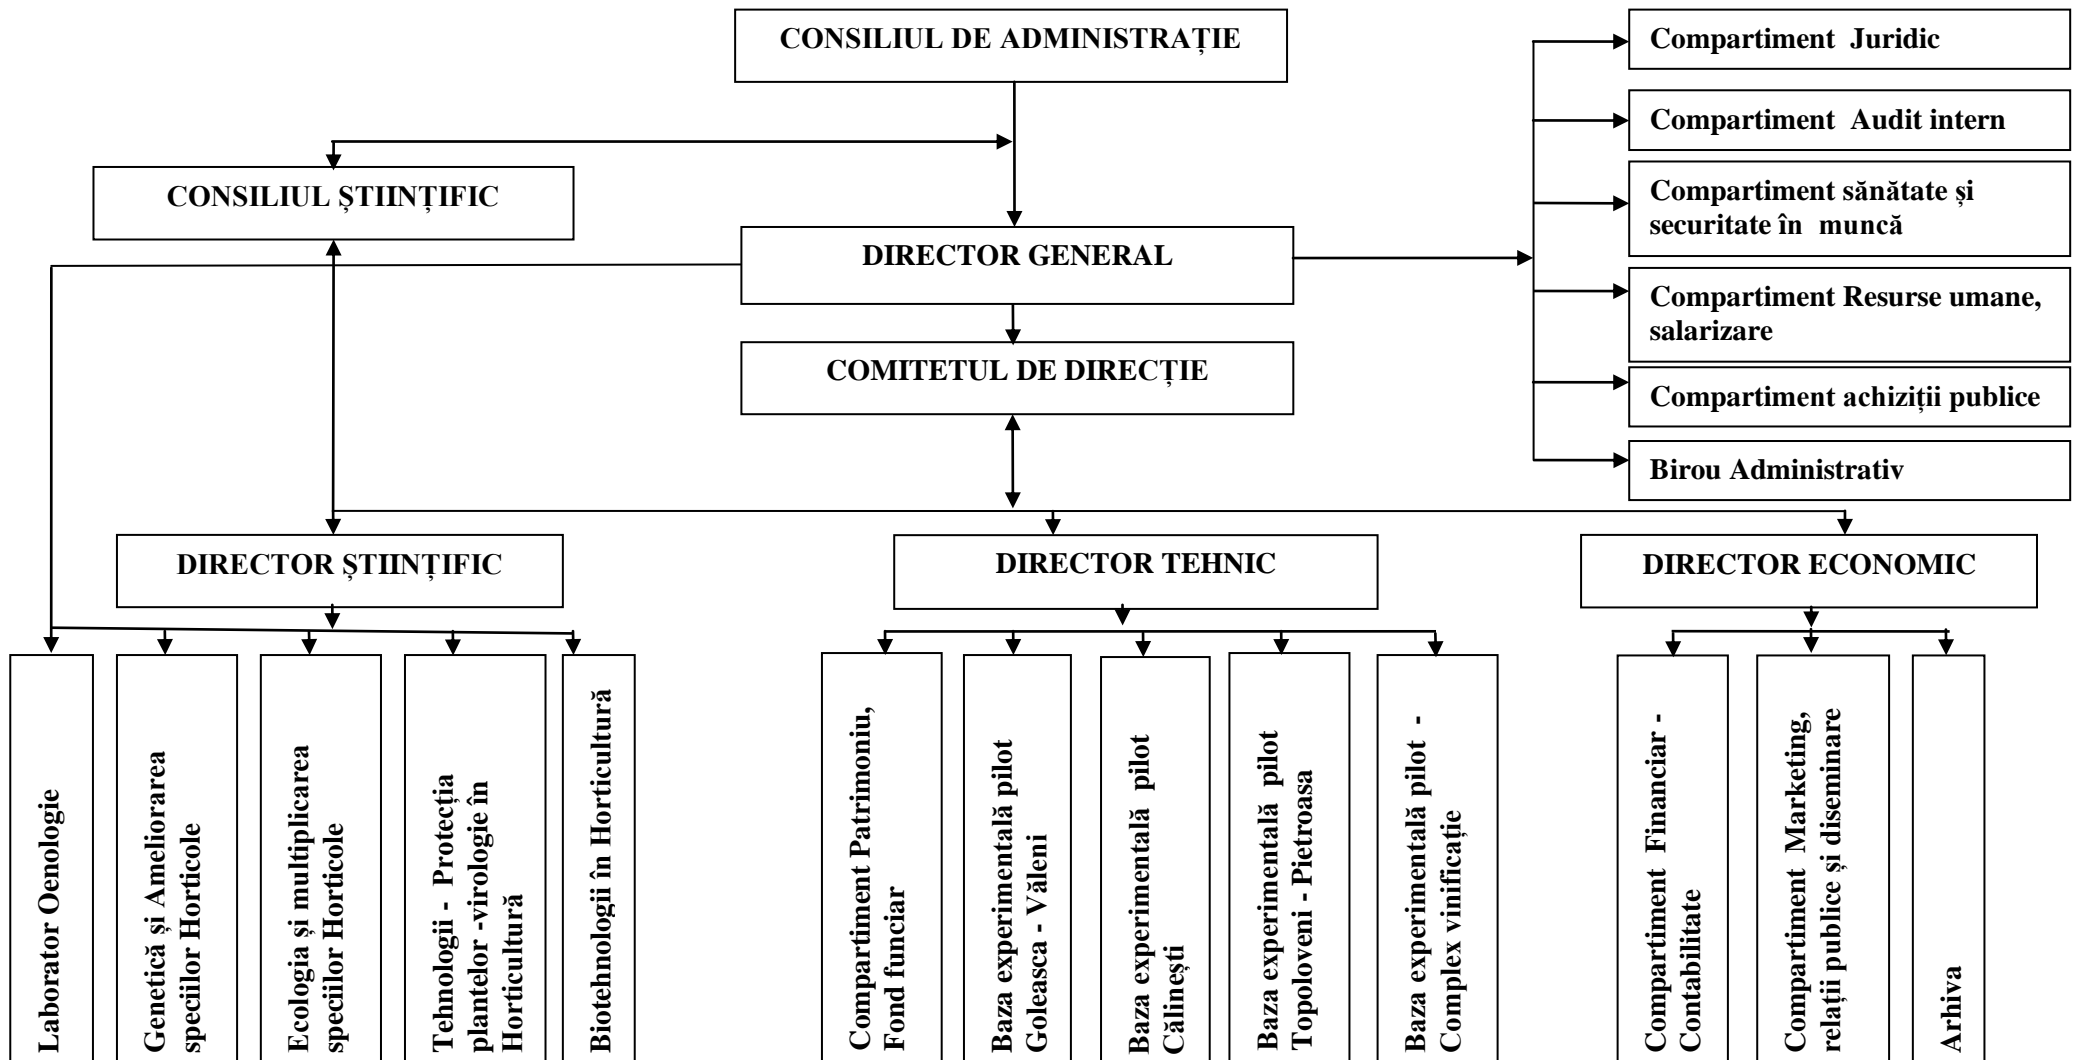 CONSILIUL DE ADMINISTRAȚIE
Compartiment Juridic
Compartiment Audit intern
CONSILIUL ȘTIINȚIFIC
Compartiment sănătate și
securitate în muncă
DIRECTOR GENERAL
Compartiment Resurse umane,
salarizare
COMITETUL DE DIRECȚIE
Compartiment achiziții publice
Birou Administrativ
DIRECTOR ȘTIINȚIFIC
DIRECTOR TEHNIC
DIRECTOR ECONOMIC
Laborator Oenologie
Genetică și Ameliorarea
speciilor Horticole
Ecologia și multiplicarea
speciilor Horticole
Tehnologii - Protecția
plantelor -virologie în
Horticultură
Biotehnologii în Horticultură
Compartiment Patrimoniu,
Fond funciar
Baza experimentală pilot
Goleasca - Văleni
Baza experimentală pilot
Călinești
Baza experimentală pilot
Topoloveni - Pietroasa
Baza experimentală pilot -
Complex vinificație
Compartiment Financiar -
Contabilitate
Compartiment Marketing,
relații publice și diseminare
Arhiva